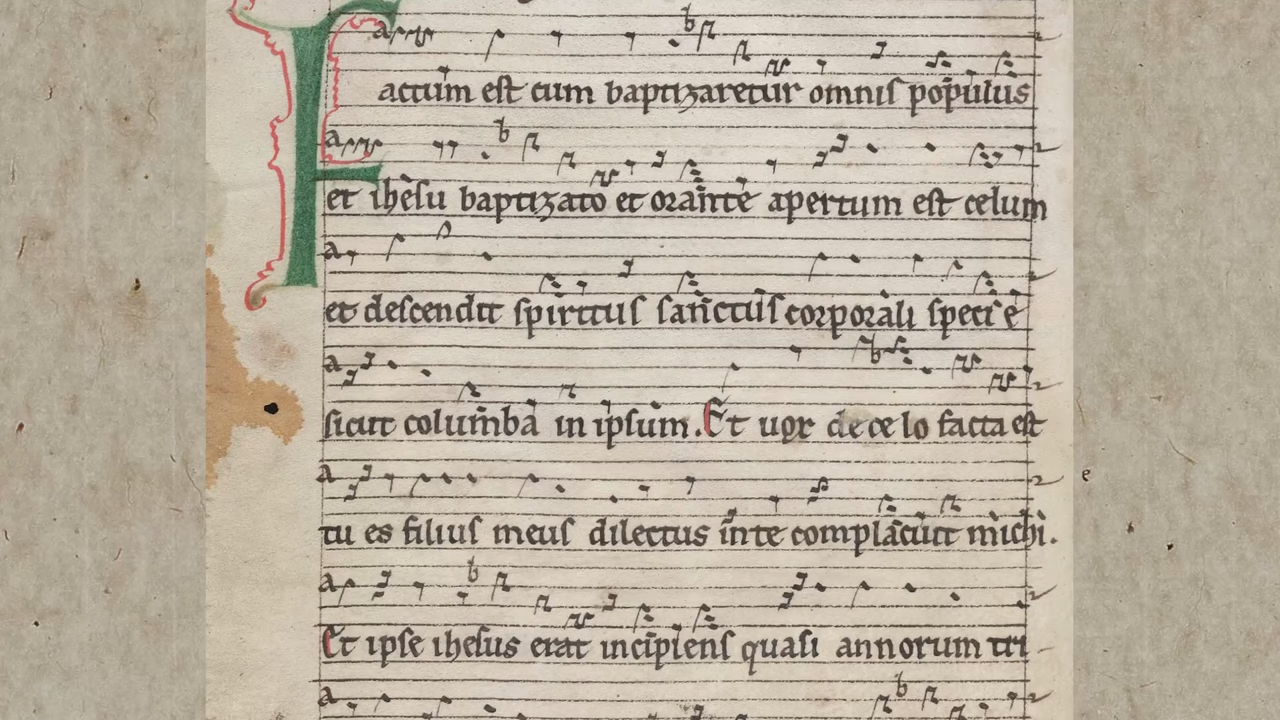 Factum est cum baptizaretur omnis populus
et ihesu baptizato et orante apertum est celum
et descendit spiritus sanctus corporali specie
sicut columba in ipsum. Et uox de celo facta est
tu es filius meus dilectus in te complacuit michi.
Et ipse ihesus erat incipiens quasi annorum tri-